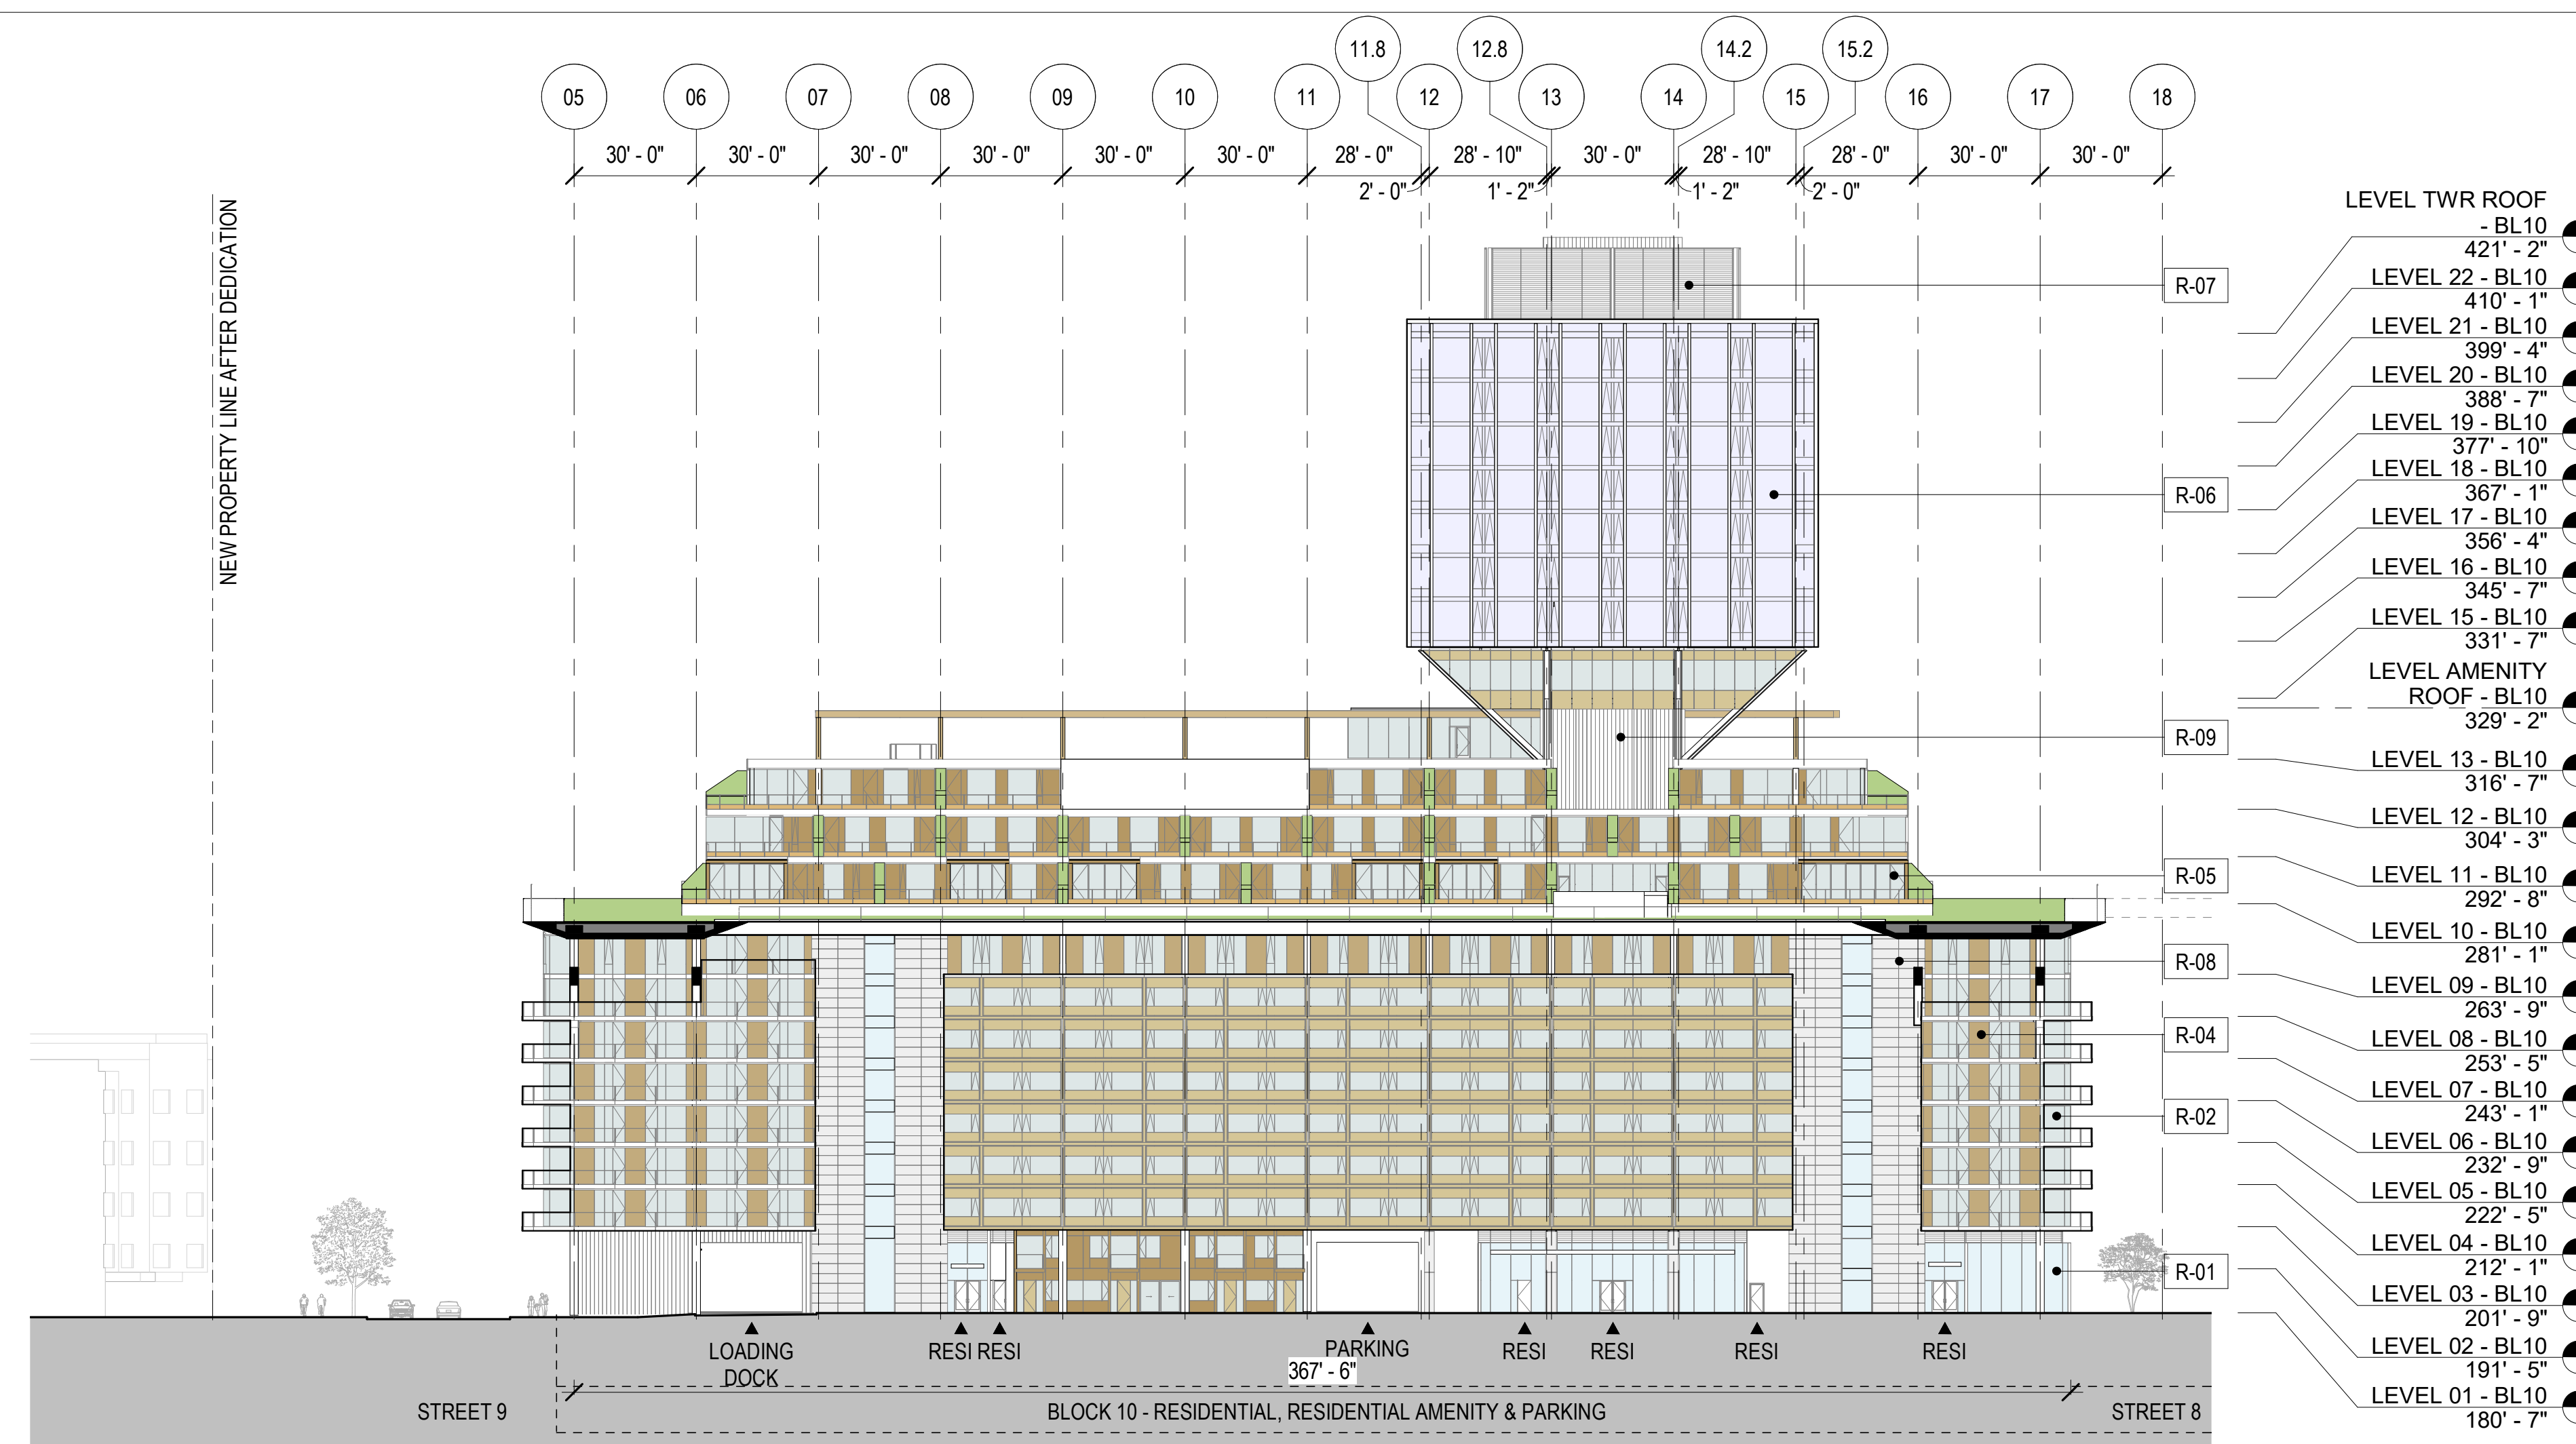 11.8 12.8 14.2 15.2
05 06 07 08 09 10 11 12 13 14 15 16 17 18
30' - 0" 30' - 0" 30' - 0" 30' - 0" 30' - 0" 30' - 0" 28' - 0" 28' - 10" 30' - 0" 28' - 10" 28' - 0" 30' - 0" 30' - 0"
2' - 0" 1' - 2" 1' - 2" 2' - 0"
NEW PROPERTY LINE AFTER DEDICATION
LEVEL TWR ROOF
- BL10
421' - 2"
LEVEL 22 - BL10
410' - 1"
LEVEL 21 - BL10
399' - 4"
LEVEL 20 - BL10
388' - 7"
LEVEL 19 - BL10
377' - 10"
LEVEL 18 - BL10
367' - 1"
LEVEL 17 - BL10
356' - 4"
LEVEL 16 - BL10
345' - 7"
LEVEL 15 - BL10
331' - 7"
LEVEL AMENITY
ROOF - BL10
329' - 2"
LEVEL 13 - BL10
316' - 7"
LEVEL 12 - BL10
304' - 3"
LEVEL 11 - BL10
292' - 8"
LEVEL 10 - BL10
281' - 1"
LEVEL 09 - BL10
263' - 9"
LEVEL 08 - BL10
253' - 5"
LEVEL 07 - BL10
243' - 1"
LEVEL 06 - BL10
232' - 9"
LEVEL 05 - BL10
222' - 5"
LEVEL 04 - BL10
212' - 1"
LEVEL 03 - BL10
201' - 9"
LEVEL 02 - BL10
191' - 5"
LEVEL 01 - BL10
180' - 7"
R-07
R-06
R-09
R-05
R-08
R-04
R-02
R-01
LOADING
DOCK
RESI RESI
PARKING
RESI RESI RESI RESI
367' - 6"
STREET 9
BLOCK 10 - RESIDENTIAL, RESIDENTIAL AMENITY & PARKING
STREET 8